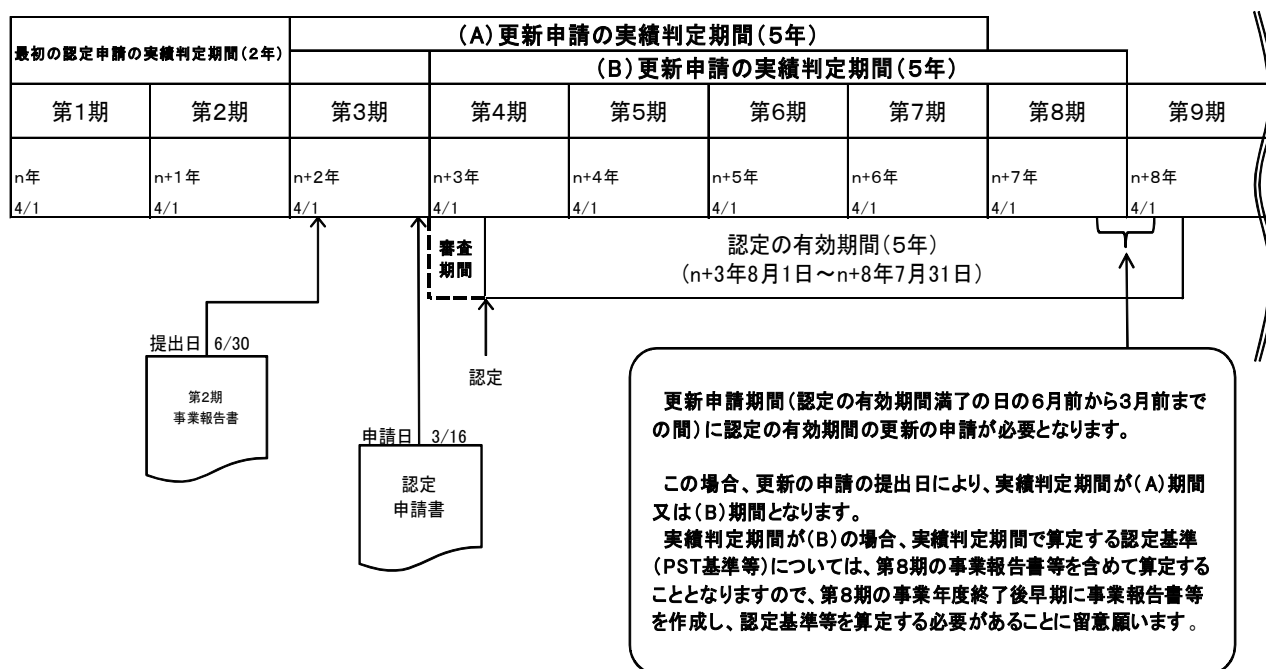 最初の認定申請の実績判定期間(2年)
(A)更新申請の実績判定期間(5年)
(B)更新申請の実績判定期間(5年)
第1期
第2期
第3期
第4期
第5期
第6期
第7期
第8期
第9期
n年
n+1年
n+2年
n+3年
n+4年
n+5年
n+6年
n+7年
n+8年
4/1
4/1
4/1
4/1
4/1
4/1
4/1
4/1
4/1
審査
期間
認定の有効期間(5年)
(n+3年8月1日～n+8年7月31日)
提出日 6/30
第2期
事業報告書
申請日 3/16
認定
申請書
認定
更新申請期間(認定の有効期間満了の日の6月前から3月前まで
の間)に認定の有効期間の更新の申請が必要となります。
この場合、更新の申請の提出日により、実績判定期間が(A)期間
又は(B)期間となります。
実績判定期間が(B)の場合、実績判定期間で算定する認定基準
(PST基準等)については、第8期の事業報告書等を含めて算定する
こととなりますので、第8期の事業年度終了後早期に事業報告書等
を作成し、認定基準等を算定する必要があることに留意願います。